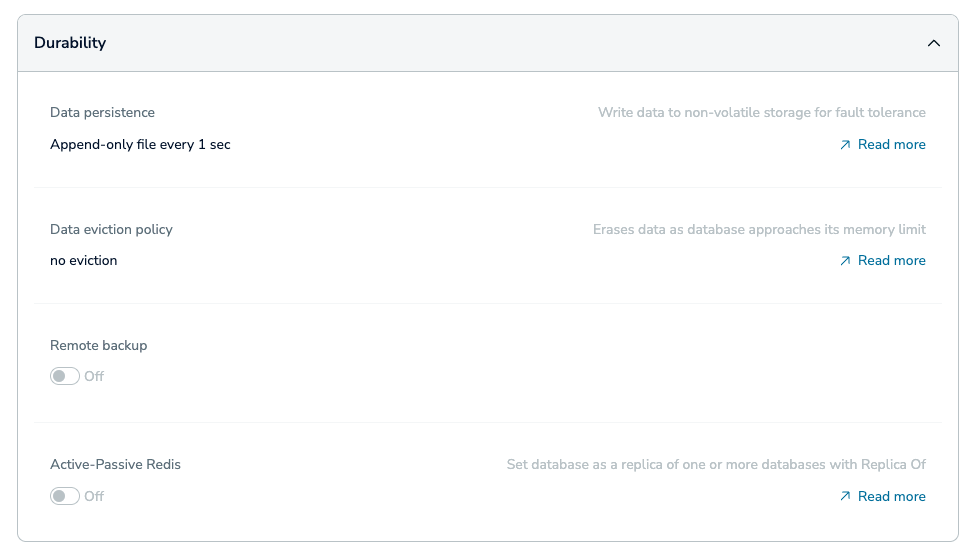 Durability
Data persistence
Write data to non-volatile storage for fault tolerance
Append-only file every 1 sec
Read more
Data eviction policy
Erases data as database approaches its memory limit
no eviction
Read more
Remote backup
Off
Active-Passive Redis
Set database as a replica of one or more databases with Replica Of
Off
Read more